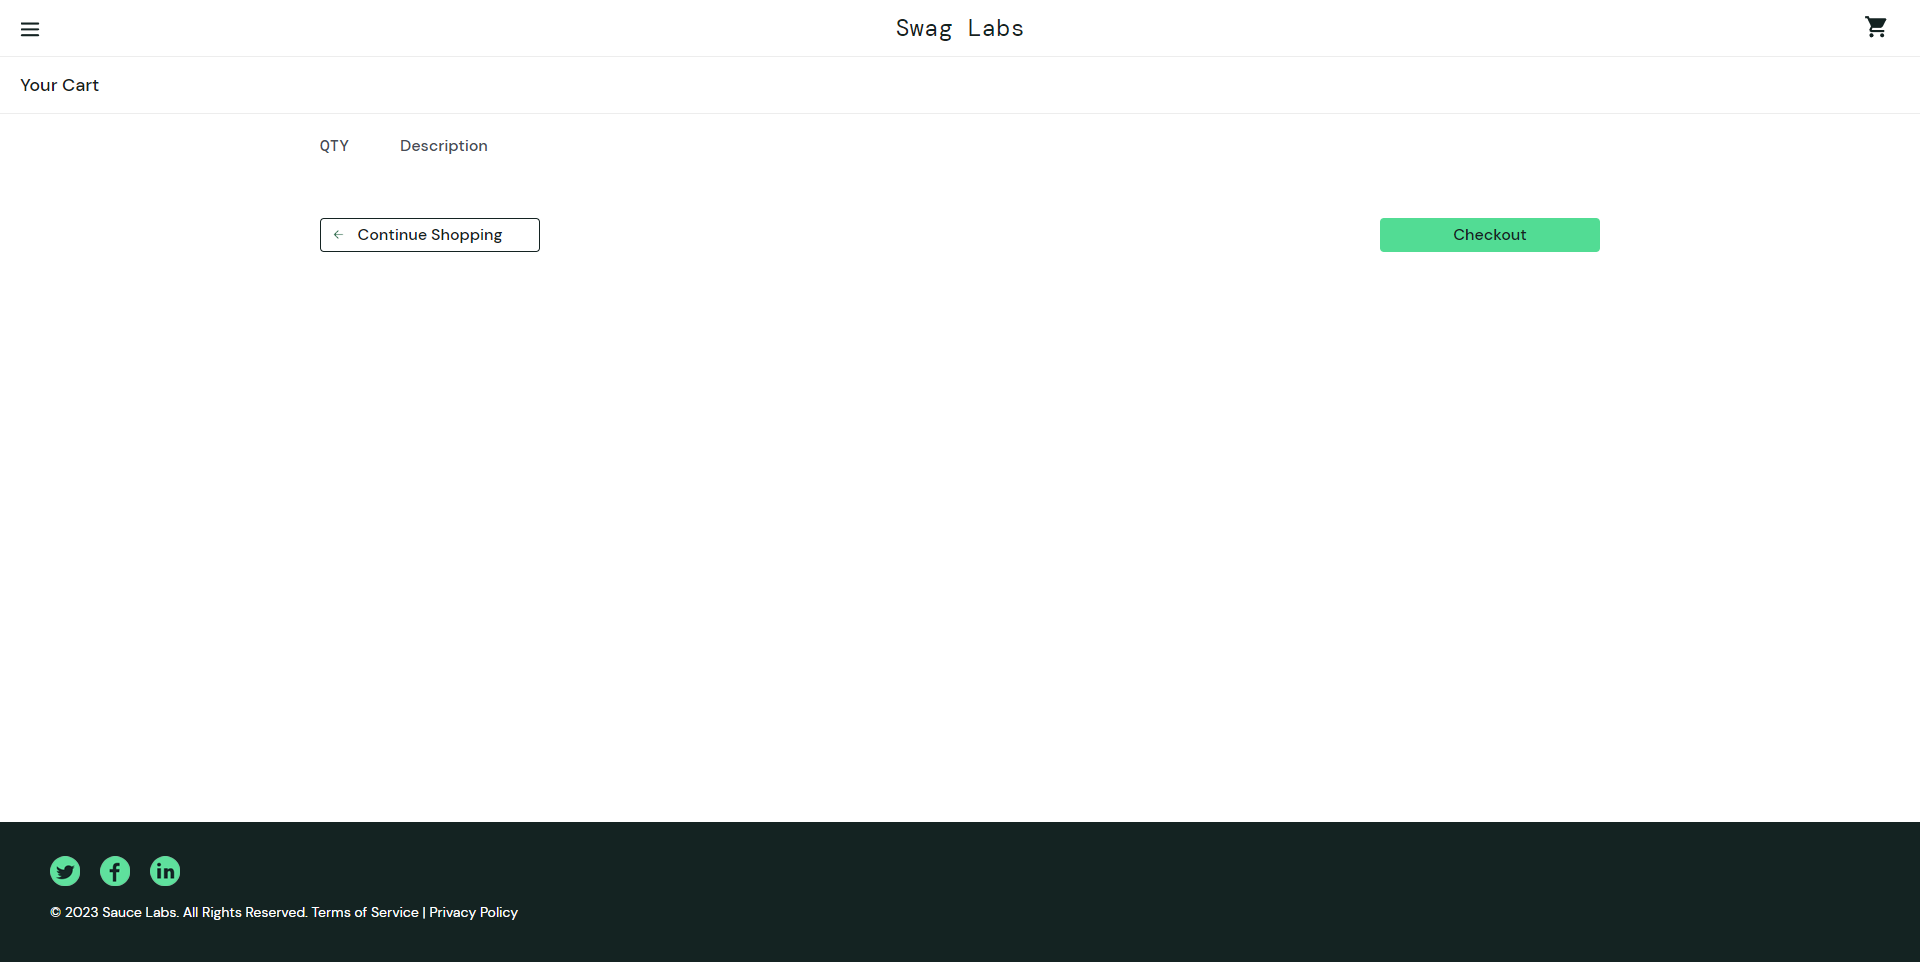 Swag Labs
Your Cart
QTY Description
Continue Shopping Checkout
© 2023 Sauce Labs. All Rights Reserved. Terms of Service | Privacy Policy